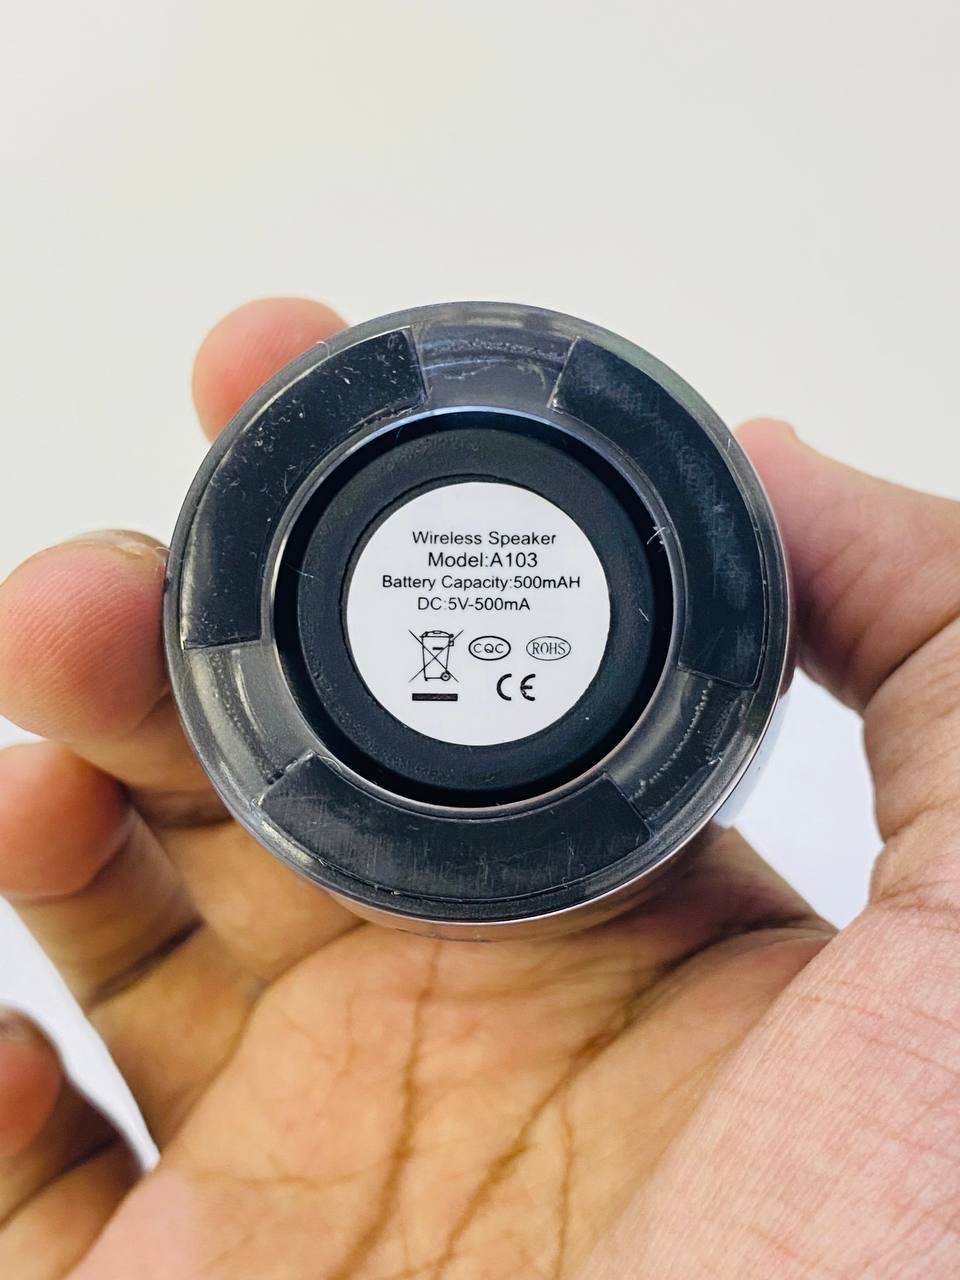 Wireless Speaker
Model:A103
Battery Capacity:500mAH
DC:5V-500mA
CQC ROHS
CE